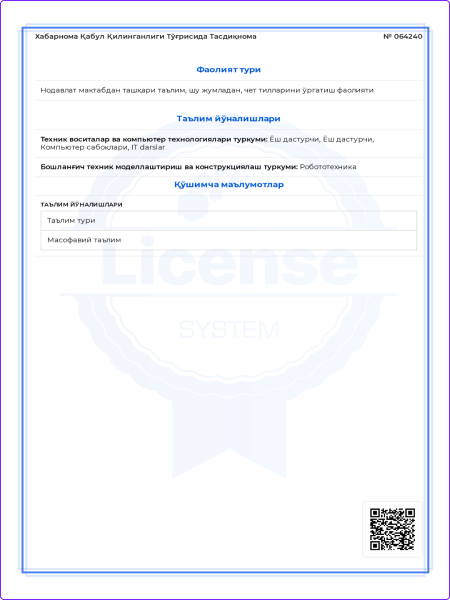 Хабарнома Қабул Қилинганлиги Тўғрисида Тасдиқнома
№ 064240
Фаолият тури
Нодавлат мактабдан ташқари таълим, шу жумладан, чет тилларини ўргатиш фаолияти
Таълим йўналишлари
Техник воситалар ва компьютер технологиялари туркуми: Ёш дастурчи, Ёш дастурчи,
Компьютер сабоқлари, IT darslar
Бошланғич техник моделлаштириш ва конструкциялаш туркуми: Робототехника
Қўшимча маълумотлар
ТАЪЛИМ ЙЎНАЛИШЛАРИ
Таълим тури
Масофавий таълим
License
SYSTEM